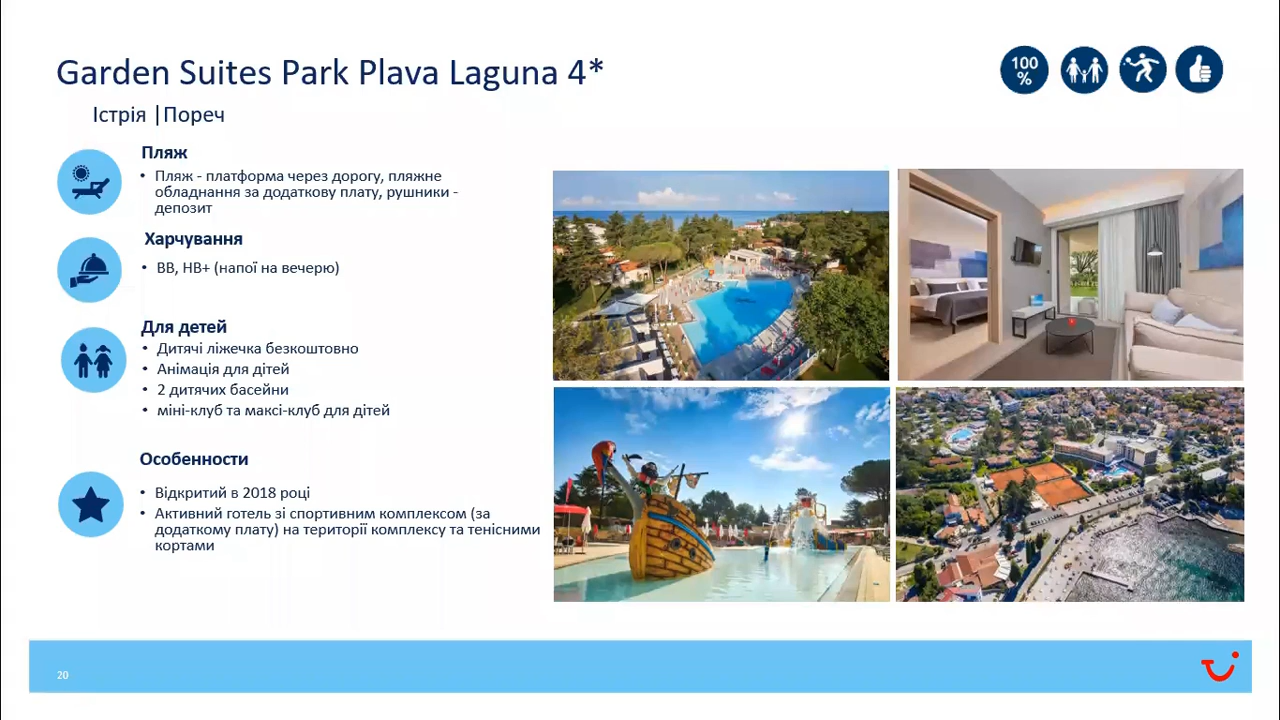 Garden Suites Park Plava Laguna 4*
Істрія |Пореч
100
%
Пляж
• Пляж - платформа через дорогу, пляжне
обладнання за додаткову плату, рушники -
депозит
Харчування
• BB, HB+ (напої на вечерю)
Для детей
• Дитячі ліжечка безкоштовно
• Анімація для дітей
• 2 дитячих басейни
• міні-клуб та максі-клуб для дітей
Особенности
• Відкритий в 2018 році
• Активний готель зі спортивним комплексом (за
додаткому плату) на території комплексу та тенісними
кортами
20